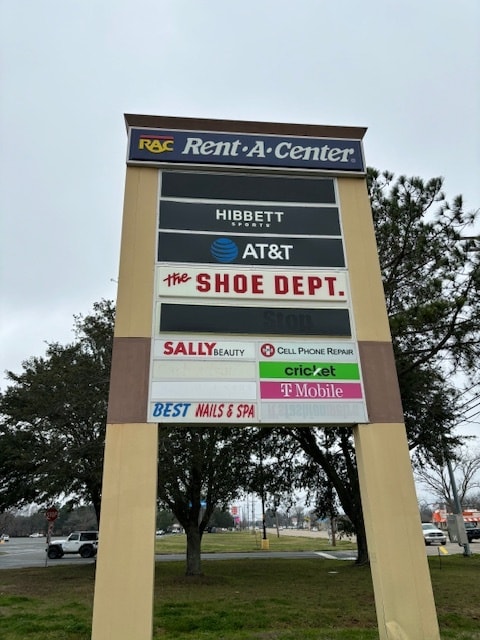 RAC Rent-A-Center
HIBBETT
SPORTS
AT&T
the SHOE DEPT.
Stop
SALLY BEAUTY
CELL PHONE REPAIR
cricket
T Mobile
BEST NAILS & SPA